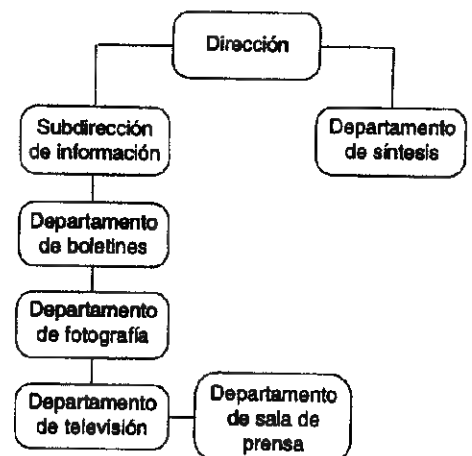 Dirección
Subdirección
de información
Departamento
de síntesis
Departamento
de boletines
Departamento
de fotografía
Departamento
de televisión
Departamento
de sala de
prensa